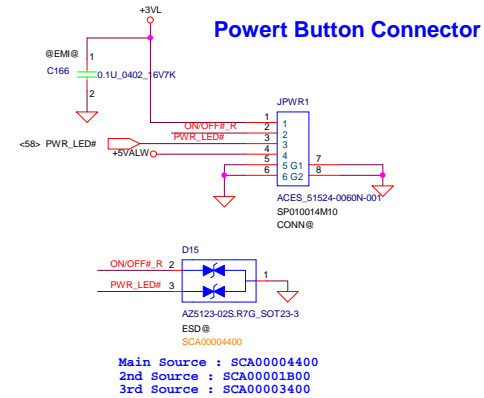 +3VL
Powert Button Connector
@EMI@
1
C166
0.1U_0402_16V7K
2
JPWR1
1 1
ON/OFF#_R 2 2
<58> PWR_LED# PWR_LED# 3 3
+5VALW 4 4
5 5 G1 7
6 6 G2 8
ACES_51524-0060N-001
SP010014M10
CONN@
D15
ON/OFF#_R 2
1
PWR_LED# 3
AZ5123-02S.R7G_SOT23-3
ESD@
SCA00004400
Main Source : SCA00004400
2nd Source : SCA00001B00
3rd Source : SCA00003400